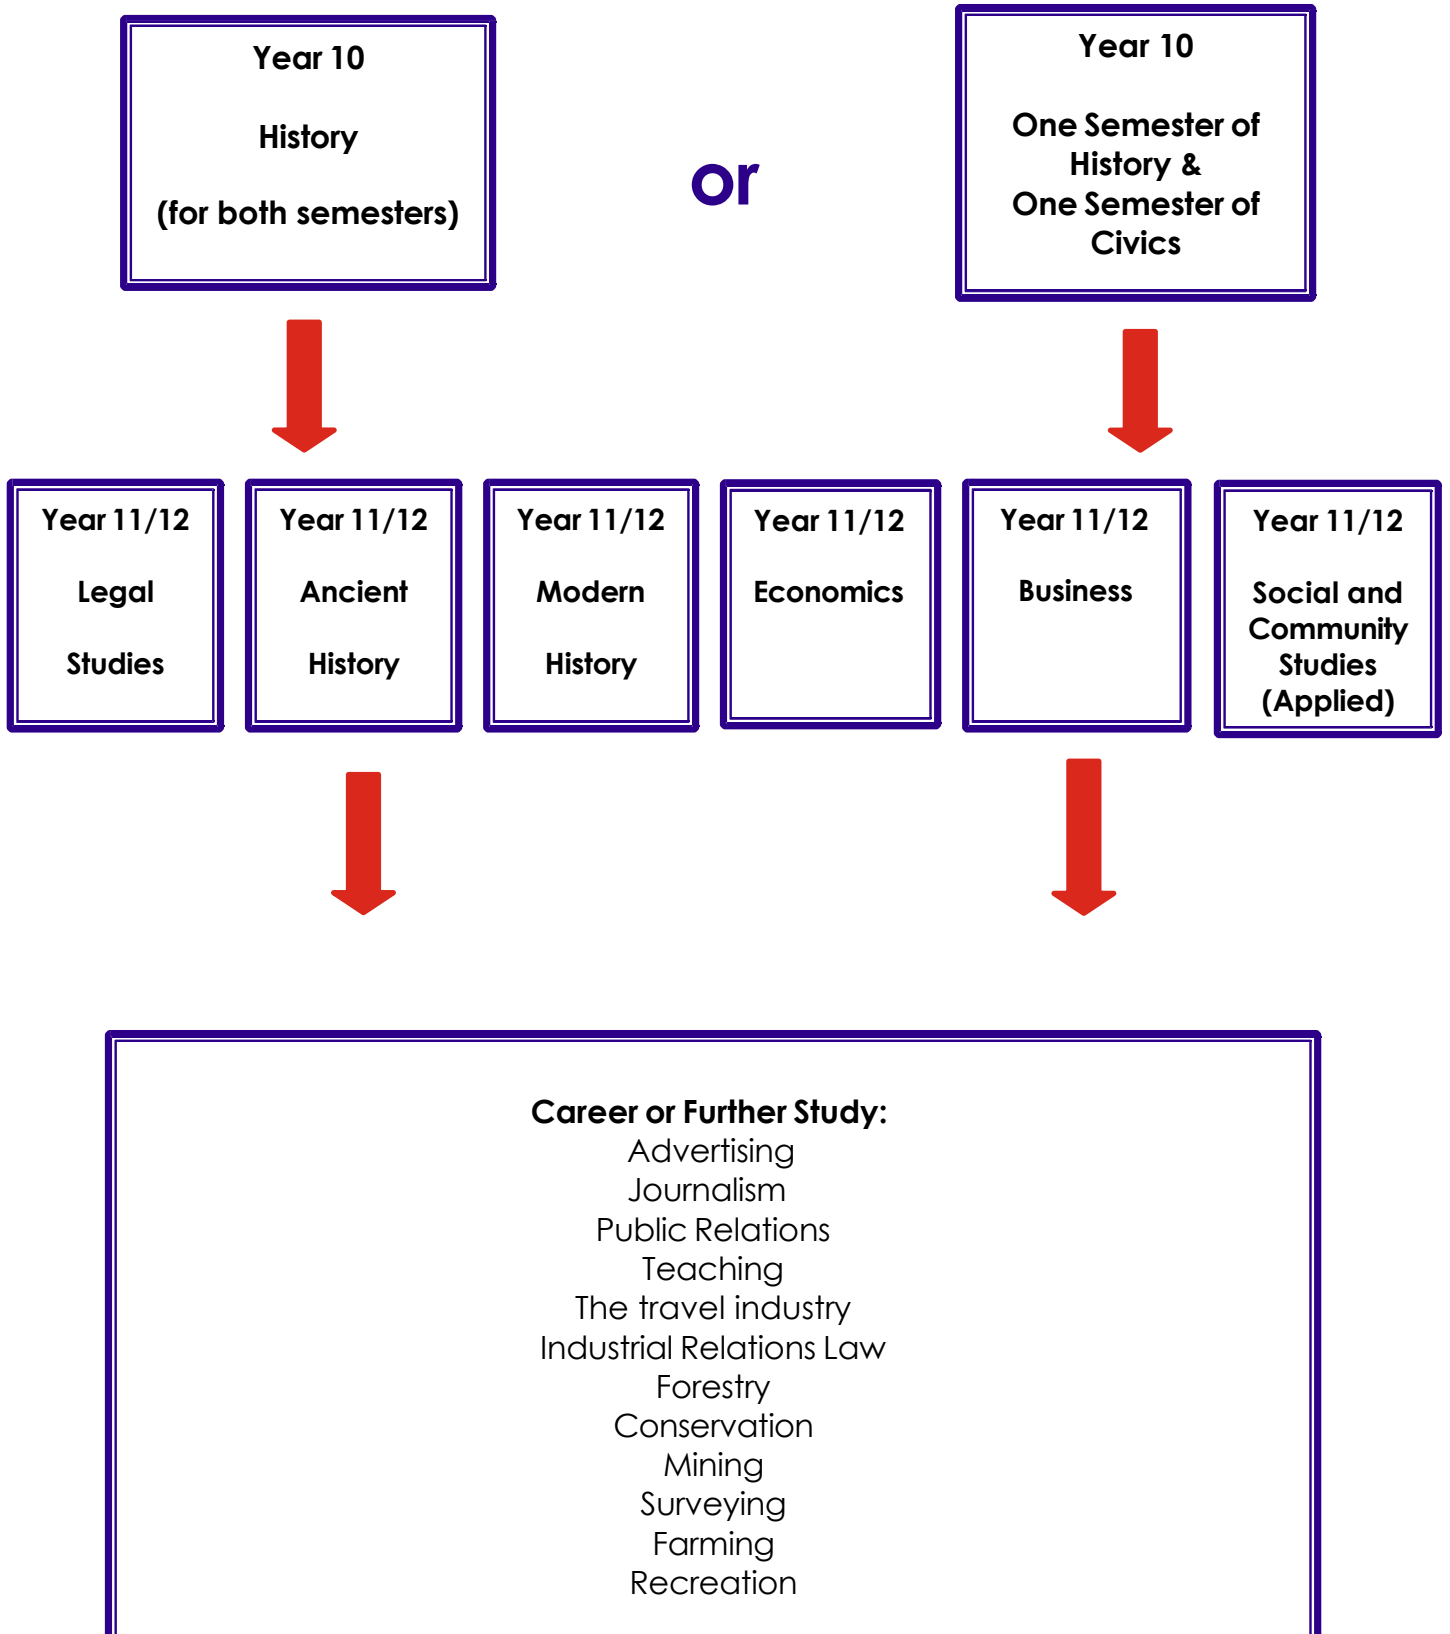 Year 10
History
(for both semesters)
or
Year 10
One Semester of
History &
One Semester of
Civics
Year 11/12
Legal
Studies
Year 11/12
Ancient
History
Year 11/12
Modern
History
Year 11/12
Economics
Year 11/12
Business
Year 11/12
Social and
Community
Studies
(Applied)
Career or Further Study:
Advertising
Journalism
Public Relations
Teaching
The travel industry
Industrial Relations Law
Forestry
Conservation
Mining
Surveying
Farming
Recreation